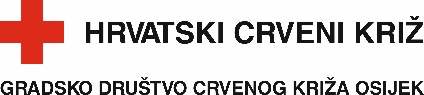 HRVATSKI CRVENI KRIŽ
GRADSKO DRUŠTVO CRVENOG KRIŽA OSIJEK